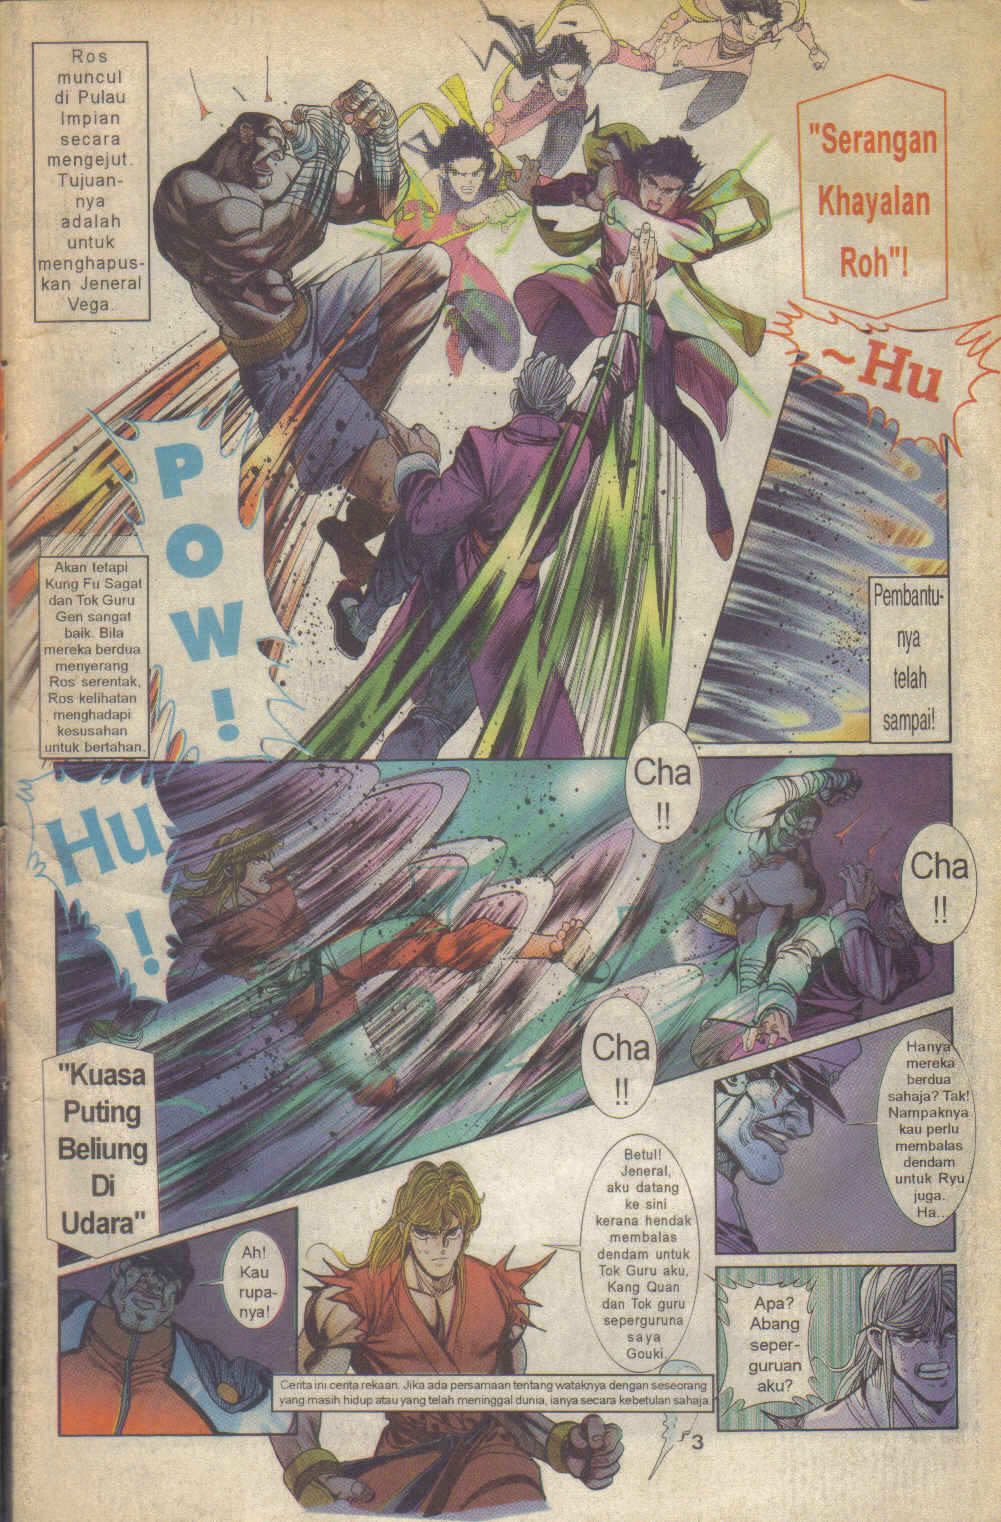 Ros
muncul
di Pulau
Impian
secara
mengejut.
Tujuan-
nya
adalah
untuk
menghapus-
kan Jeneral
Vega.
"Serangan
Khayalan
Roh"!
~Hu
POW!
Akan tetapi
Kung Fu Sagat
dan Tok Guru
Gen sangat
baik. Bila
mereka berdua
menyerang
Ros serentak,
Ros kelihatan
menghadapi
kesusahan
untuk bertahan.
Pembantu-
nya
telah
sampai!
Hu!
Cha
!!
Cha
!!
Cha
!!
"Kuasa
Puting
Beliung
Di
Udara"
Hanya
mereka
berdua
sahaja? Tak!
Nampaknya
kau perlu
membalas
dendam
untuk Ryu
juga.
Ha...
Ah!
Kau
rupa-
nya!
Betul!
Jeneral,
aku datang
ke sini
kerana hendak
membalas
dendam untuk
Tok Guru aku,
Kang Quan
dan Tok guru
seperguruna
saya
Gouki.
Apa?
Abang
seper-
guruan
aku?
Cerita ini cerita rekaan. Jika ada persamaan tentang wataknya dengan seseorang
yang masih hidup atau yang telah meninggal dunia, ianya secara kebetulan sahaja.
3